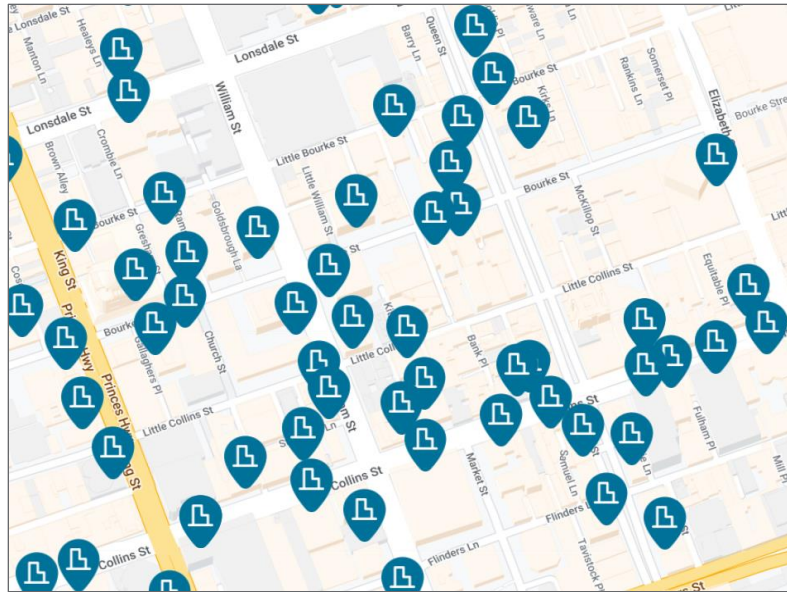 Lonsdale St
Manton Ln
Healeys Ln
Lonsdale St
Barry Ln
Queen St
Bourke St
Rankins Ln
Somerset Pl
Kirks Ln
Elizabeth
Bourke Stre
Lonsdale St
William St
Brown Alley
Crombie Ln
Little Bourke St
Little William St
Bourke St
McKillop St
Bourke St
Goldsbrough La
King St
Church St
Gallaghers Pl
Little Collins St
Equitable Pl
Bank Pl
Princes Hwy
Little Collins St
Fulham Pl
Market St
Samuel Ln
Collins St
Flinders Ln
Mill Pl
Collins St
Flinders Ln
Tavistock Pl